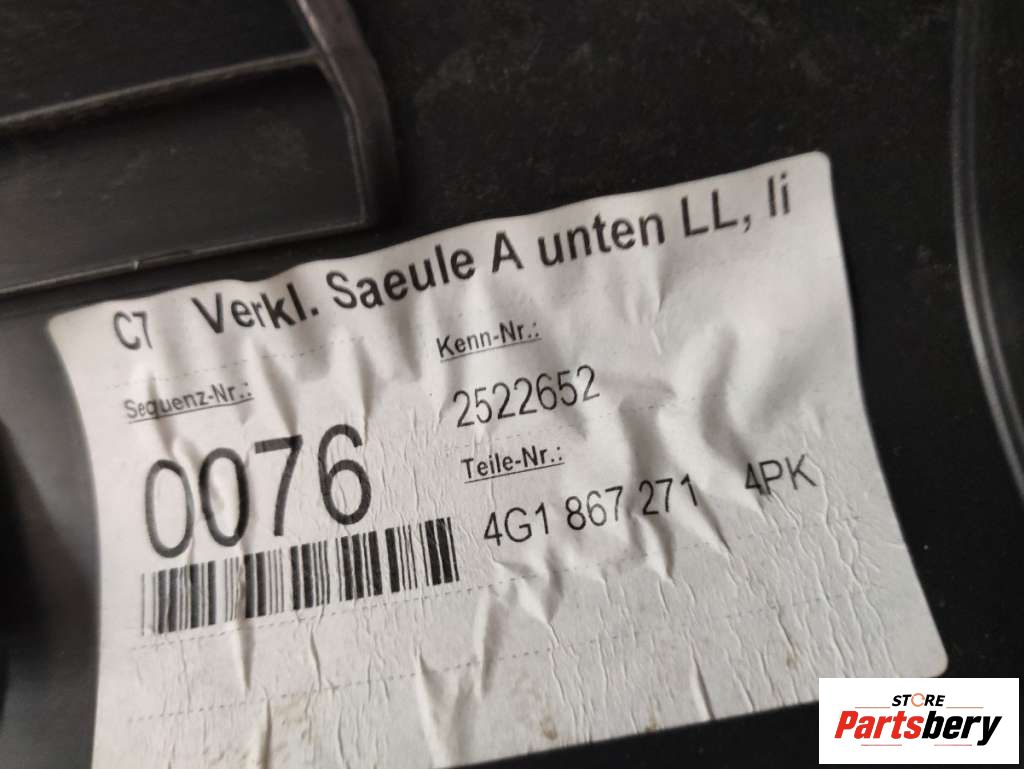 C7 Verkl. Saeule A unten LL, li
Sequenz-Nr.:
0076
Kenn-Nr.:
2522652
Teile-Nr.:
4G1 867 271 4PK
STORE
Partsbery